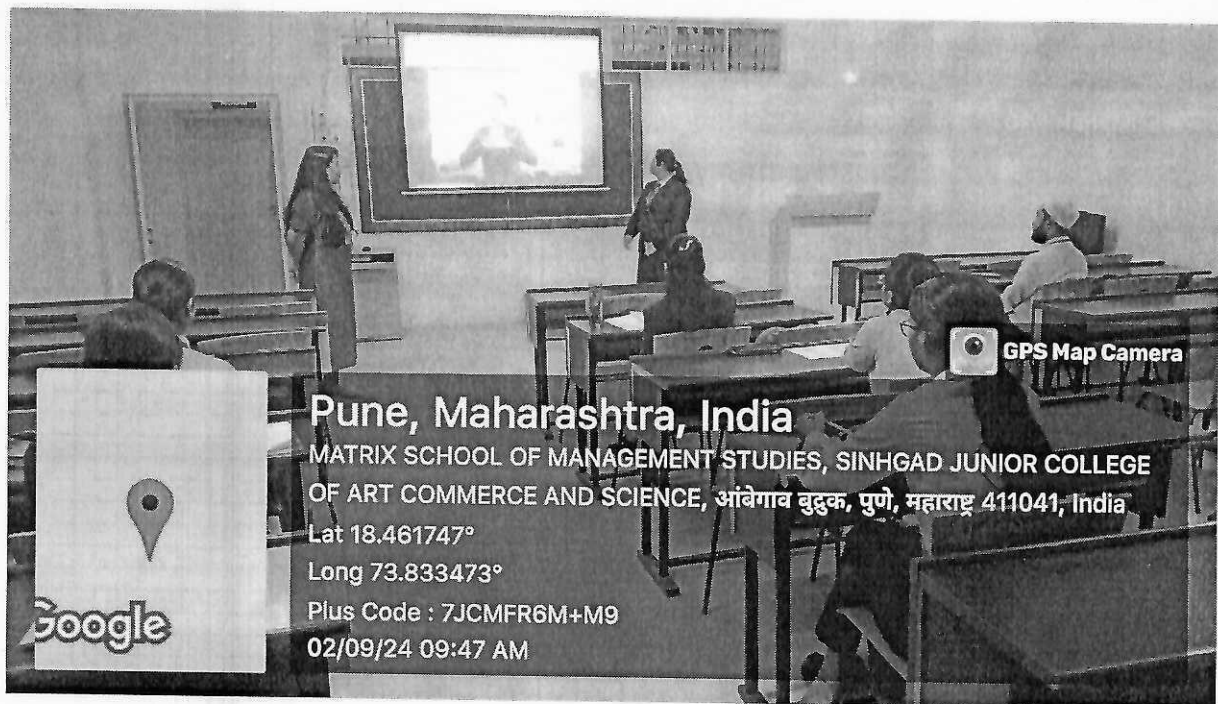 GPS Map Camera
Pune, Maharashtra, India
MATRIX SCHOOL OF MANAGEMENT STUDIES, SINHGAD JUNIOR COLLEGE
OF ART COMMERCE AND SCIENCE, आंबेगाव बुद्रुक, पुणे, महाराष्ट्र 411041, India
Lat 18.461747°
Long 73.833473°
Plus Code : 7JCMFR6M+M9
02/09/24 09:47 AM
Google